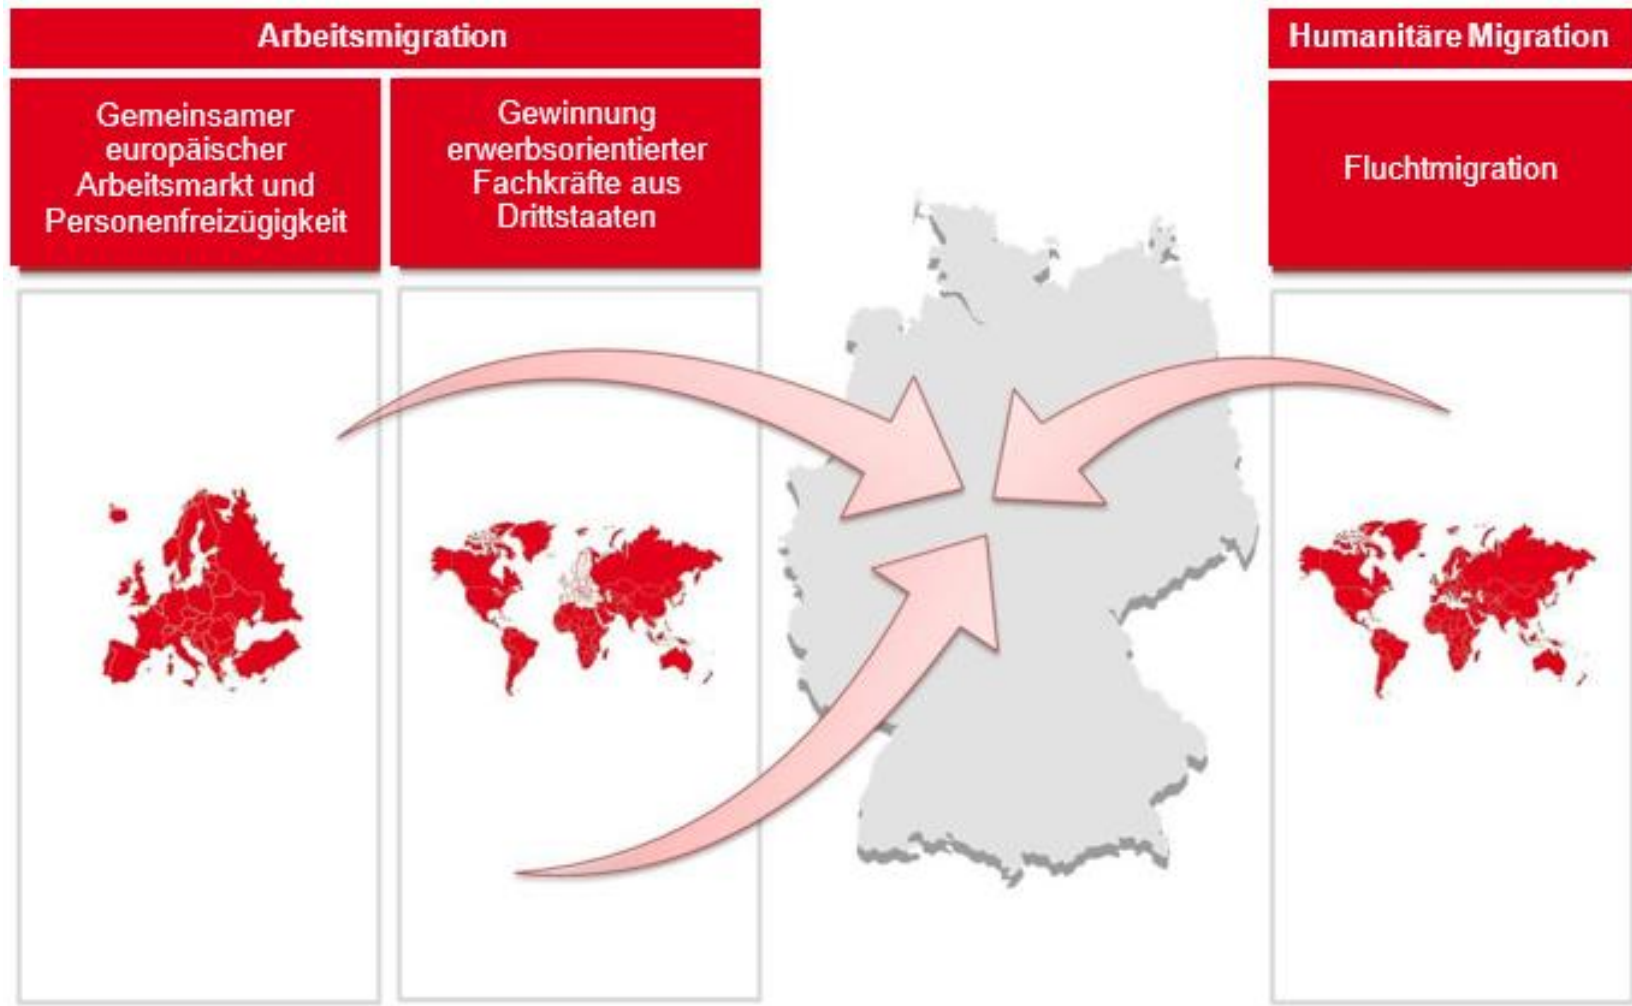 Arbeitsmigration
Gemeinsamer
europäischer
Arbeitsmarkt und
Personenfreizügigkeit
Gewinnung
erwerbsorientierter
Fachkräfte aus
Drittstaaten
Humanitäre Migration
Fluchtmigration